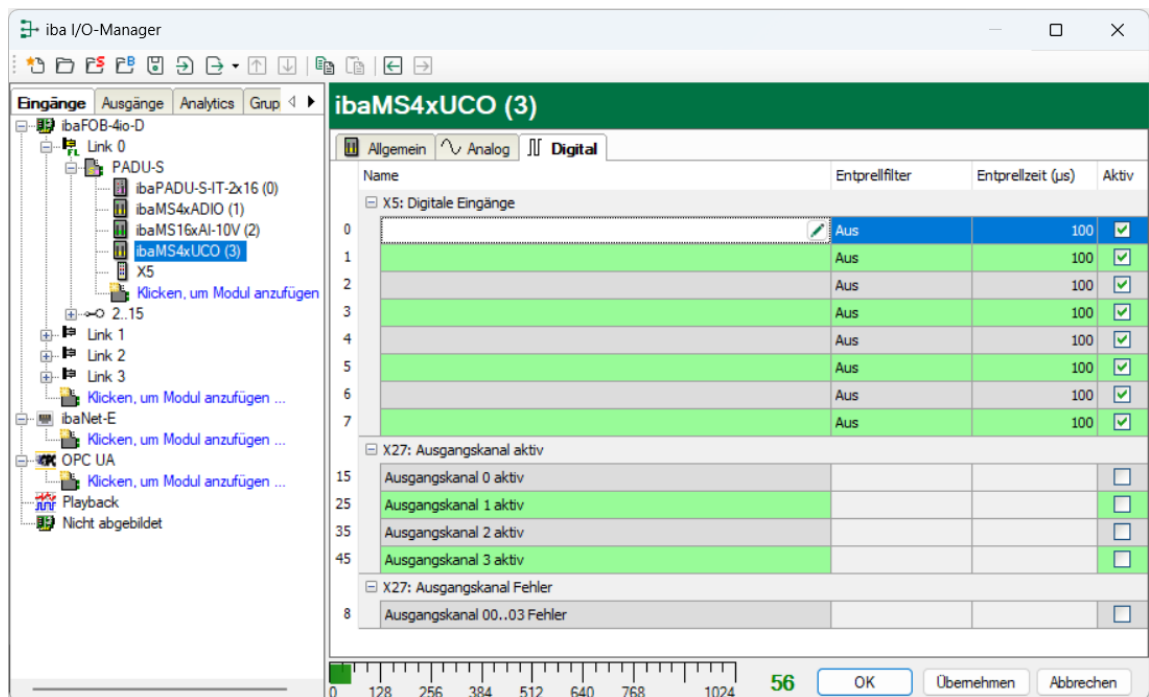 iba I/O-Manager
Eingänge Ausgänge Analytics Grup
ibaFOB-4io-D
Link 0
PADU-S
ibaPADU-S-IT-2x16 (0)
ibaMS4xADIO (1)
ibaMS16xAI-10V (2)
ibaMS4xUCO (3)
X5
Klicken, um Modul anzufügen
2..15
Link 1
Link 2
Link 3
Klicken, um Modul anzufügen ...
ibaNet-E
Klicken, um Modul anzufügen ...
OPC UA
Klicken, um Modul anzufügen ...
Playback
Nicht abgebildet
ibaMS4xUCO (3)
Allgemein Analog Digital
Name Entprellfilter Entprellzeit (µs) Aktiv
X5: Digitale Eingänge
0 Aus 100
1 Aus 100
2 Aus 100
3 Aus 100
4 Aus 100
5 Aus 100
6 Aus 100
7 Aus 100
X27: Ausgangskanal aktiv
15 Ausgangskanal 0 aktiv
25 Ausgangskanal 1 aktiv
35 Ausgangskanal 2 aktiv
45 Ausgangskanal 3 aktiv
X27: Ausgangskanal Fehler
8 Ausgangskanal 00..03 Fehler
0 128 256 384 512 640 768 1024 56 OK Übernehmen Abbrechen